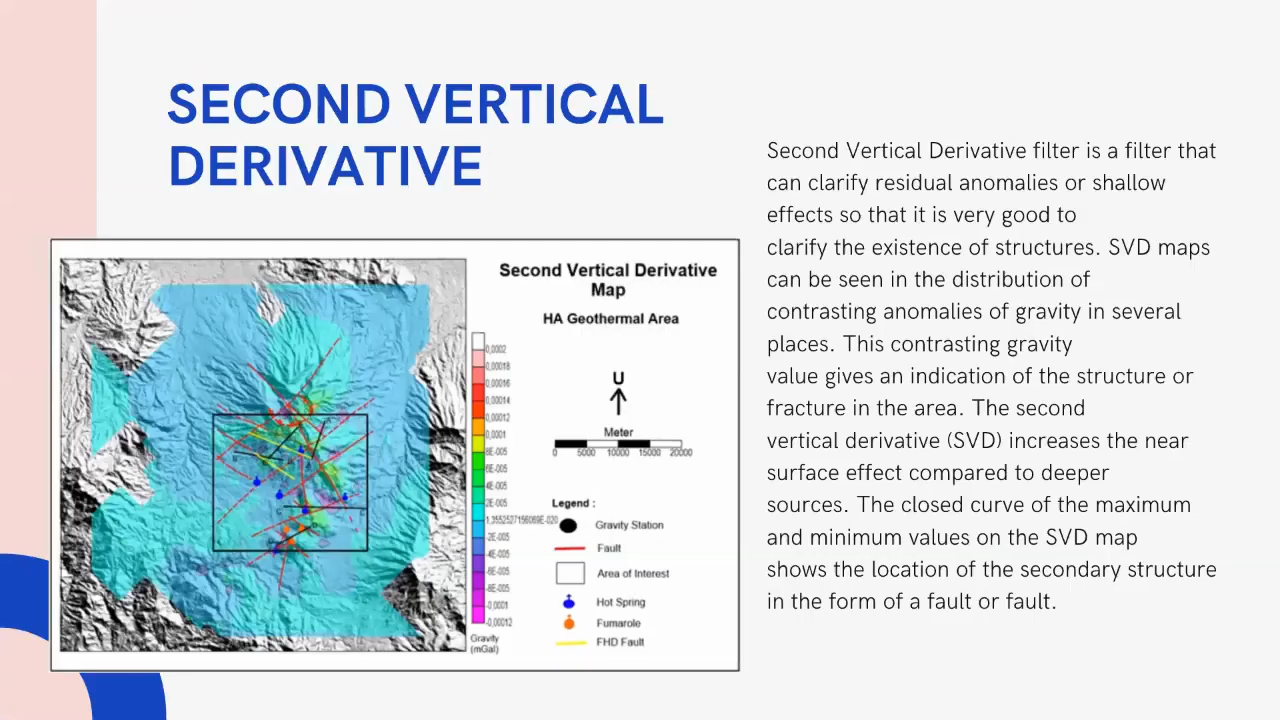 SECOND VERTICAL
DERIVATIVE
Second Vertical Derivative filter is a filter that
can clarify residual anomalies or shallow
effects so that it is very good to
clarify the existence of structures. SVD maps
can be seen in the distribution of
contrasting anomalies of gravity in several
places. This contrasting gravity
value gives an indication of the structure or
fracture in the area. The second
vertical derivative (SVD) increases the near
surface effect compared to deeper
sources. The closed curve of the maximum
and minimum values on the SVD map
shows the location of the secondary structure
in the form of a fault or fault.
Second Vertical Derivative
Map
HA Geothermal Area
U
Meter
0 5000 10000 15000 20000
Legend :
Gravity Station
Fault
Area of Interest
Hot Spring
Fumarole
FHD Fault
0,0002
0,00018
0,00016
0,00014
0,00012
0,0001
8E-005
6E-005
4E-005
2E-005
-2E-005
-4E-005
-6E-005
-8E-005
-0,0001
-0,00012
Gravity
(mGal)